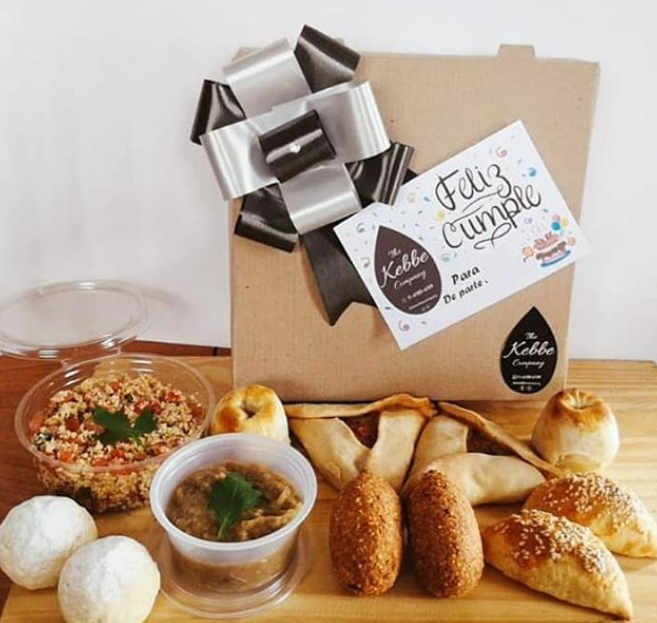 Feliz
Cumple
The
Kebbe
Company
Para
De parte.
The
Kebbe
Company